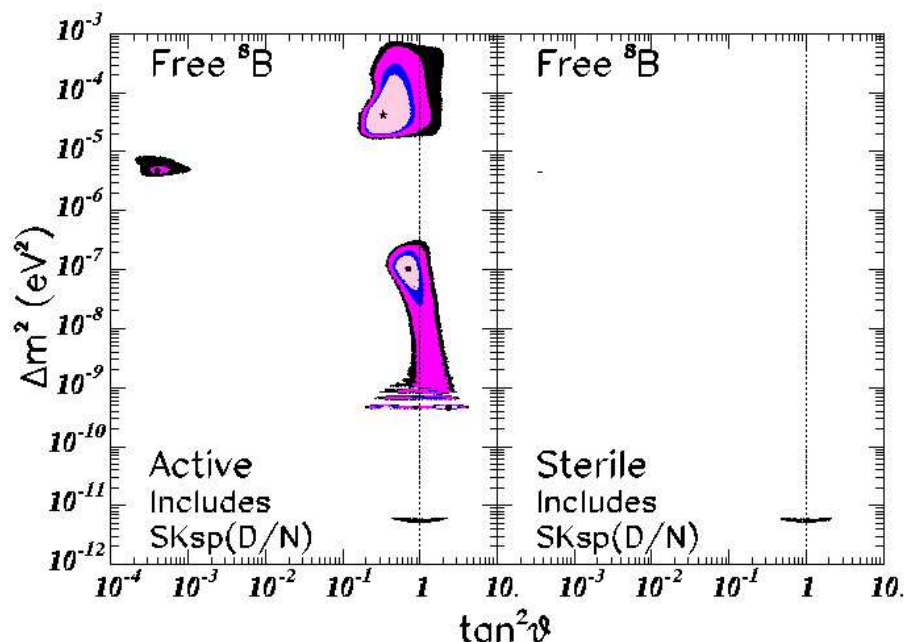 Free ⁸B
Free ⁸B
Δm² (eV²)
10⁻³
10⁻⁴
10⁻⁵
10⁻⁶
10⁻⁷
10⁻⁸
10⁻⁹
10⁻¹⁰
10⁻¹¹
10⁻¹²
Active
Includes
SKsp(D/N)
Sterile
Includes
SKsp(D/N)
10⁻⁴ 10⁻³ 10⁻² 10⁻¹ 1 10. 10⁻³ 10⁻² 10⁻¹ 1 10.
tan²ϑ